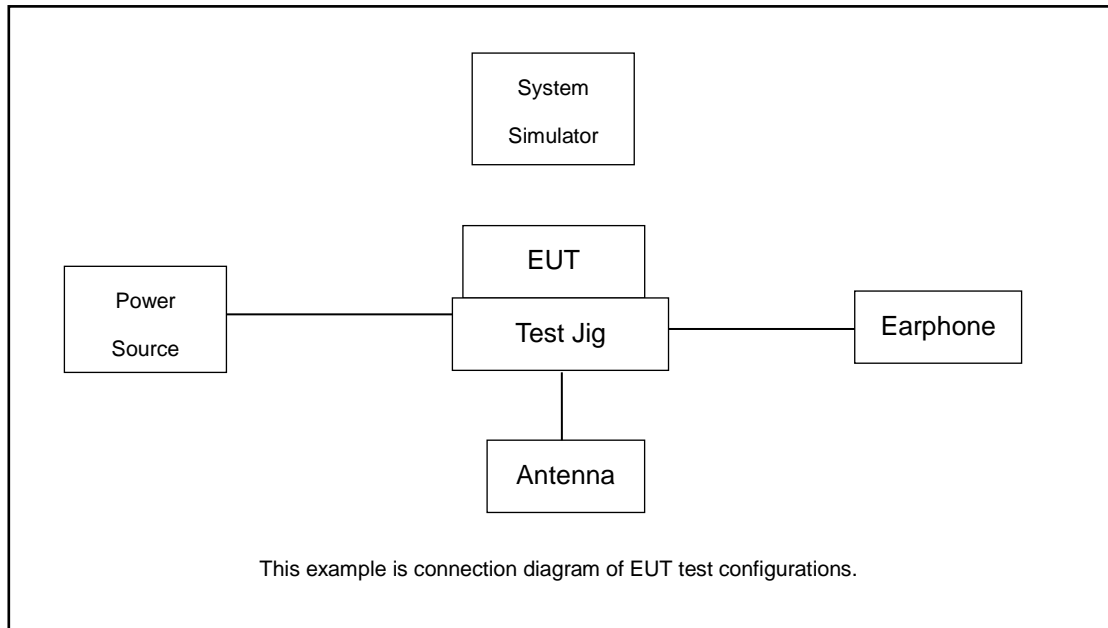 System
Simulator
EUT
Power
Source
Test Jig
Earphone
Antenna
This example is connection diagram of EUT test configurations.